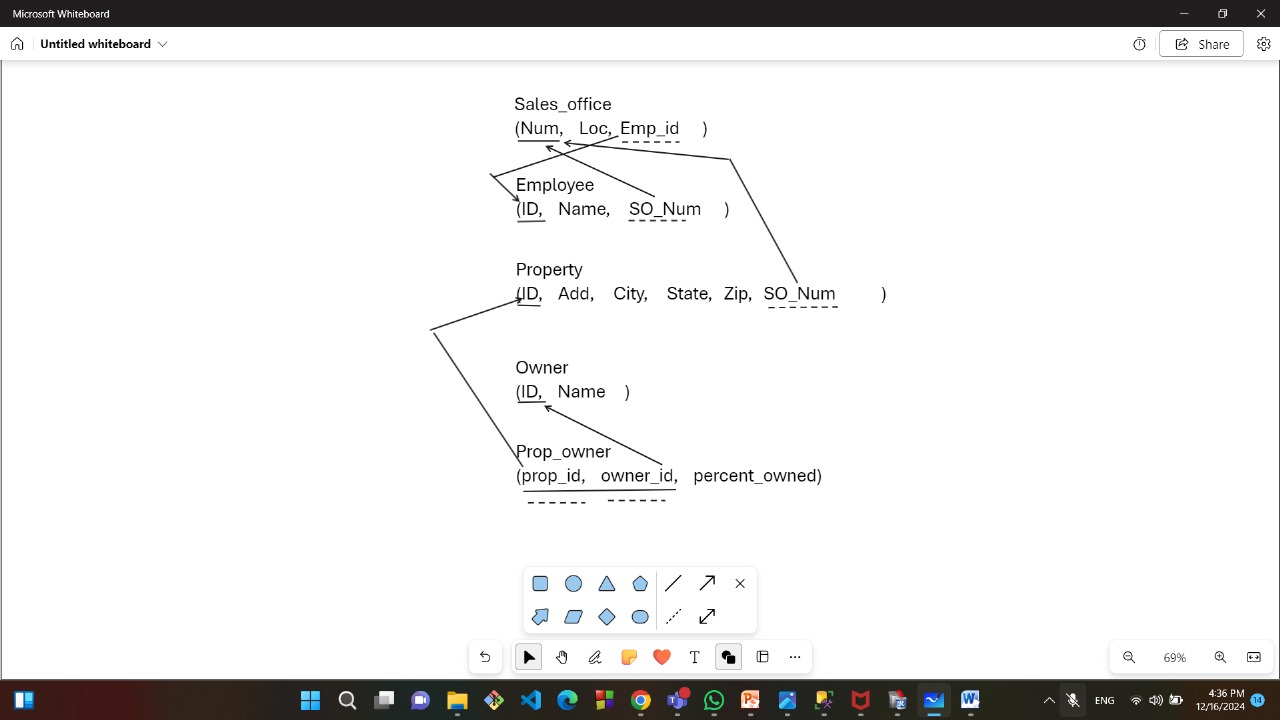 Microsoft Whiteboard
Untitled whiteboard
Share
Sales_office
(Num, Loc, Emp_id )
Employee
(ID, Name, SO_Num )
Property
(ID, Add, City, State, Zip, SO_Num )
Owner
(ID, Name )
Prop_owner
(prop_id, owner_id, percent_owned)
T
69%
ENG
4:36 PM
12/16/2024
14